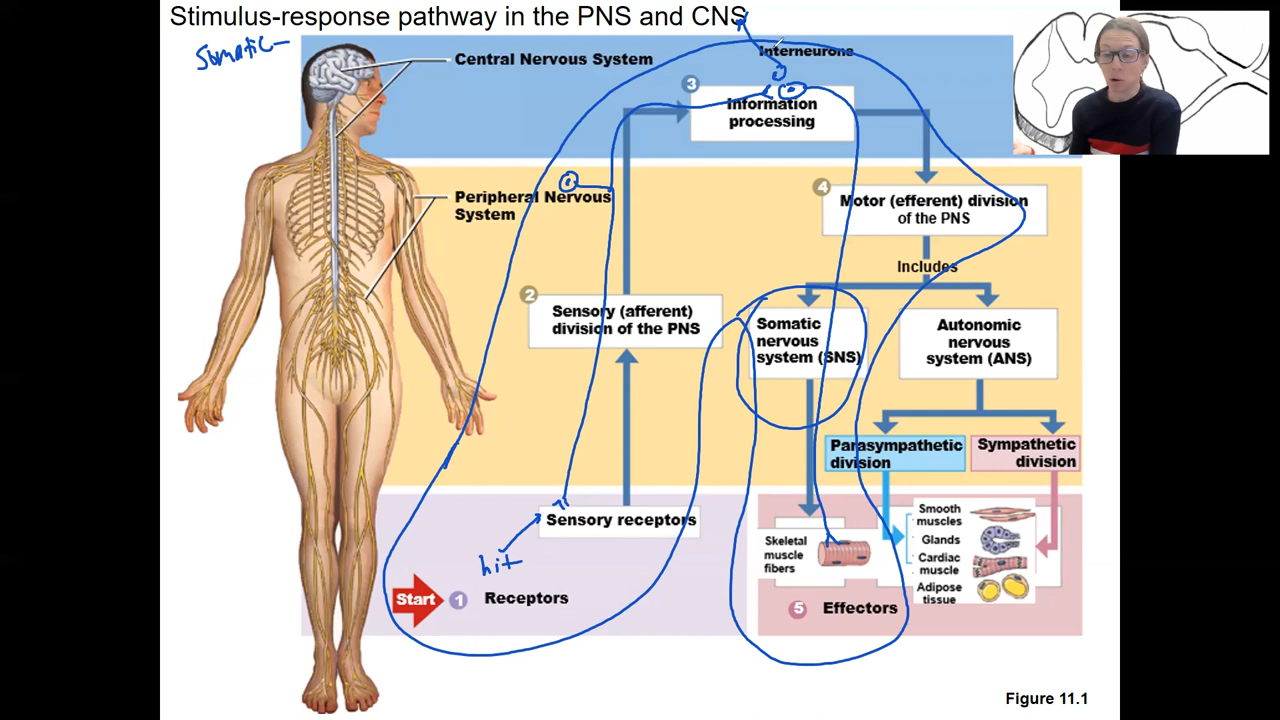 Stimulus-response pathway in the PNS and CNS
Somatic-
Central Nervous System
Interneurons
3
Information
processing
Peripheral Nervous
System
4
Motor (efferent) division
of the PNS
Includes
2
Sensory (afferent)
division of the PNS
Somatic
nervous
system (SNS)
Autonomic
nervous
system (ANS)
Parasympathetic
division
Sympathetic
division
Sensory receptors
hit
Skeletal
muscle
fibers
Smooth
muscles
Glands
Cardiac
muscle
Adipose
tissue
Start
1
Receptors
5
Effectors
Figure 11.1